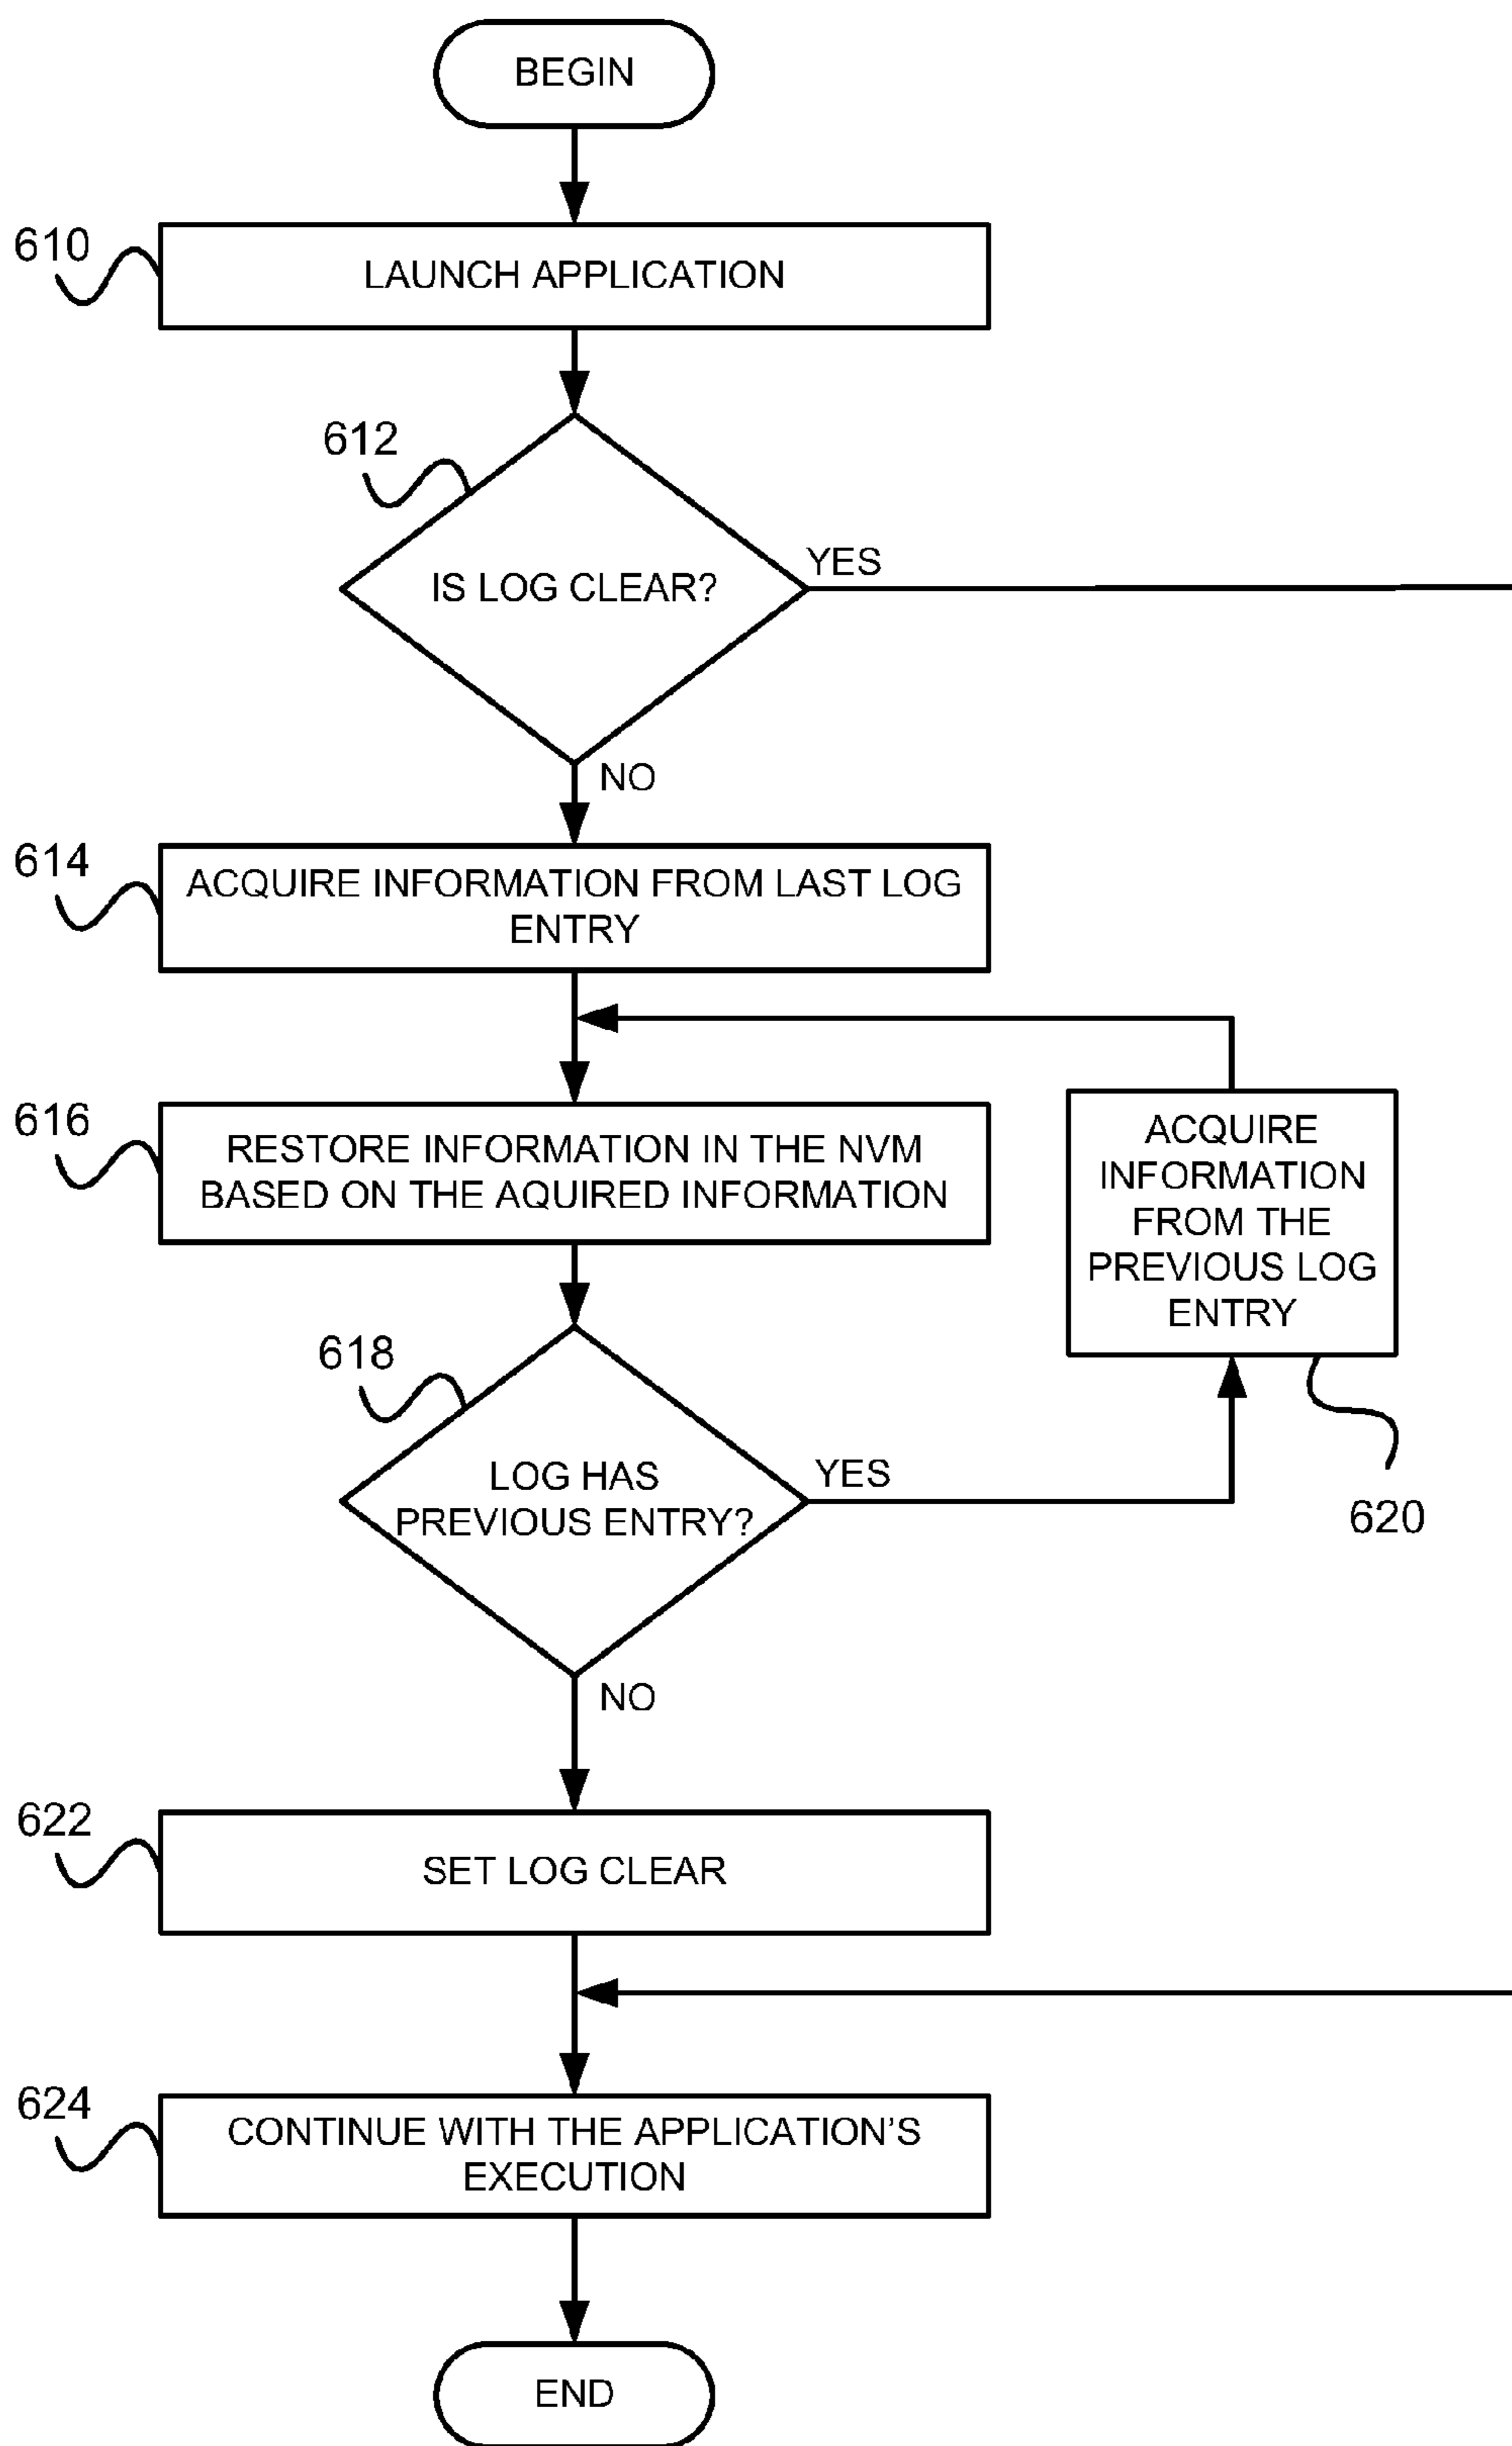 BEGIN
610
LAUNCH APPLICATION
612
IS LOG CLEAR?
YES
NO
614
ACQUIRE INFORMATION FROM LAST LOG
ENTRY
616
RESTORE INFORMATION IN THE NVM
BASED ON THE AQUIRED INFORMATION
ACQUIRE
INFORMATION
FROM THE
PREVIOUS LOG
ENTRY
618
LOG HAS
PREVIOUS ENTRY?
YES
620
NO
622
SET LOG CLEAR
624
CONTINUE WITH THE APPLICATION'S
EXECUTION
END